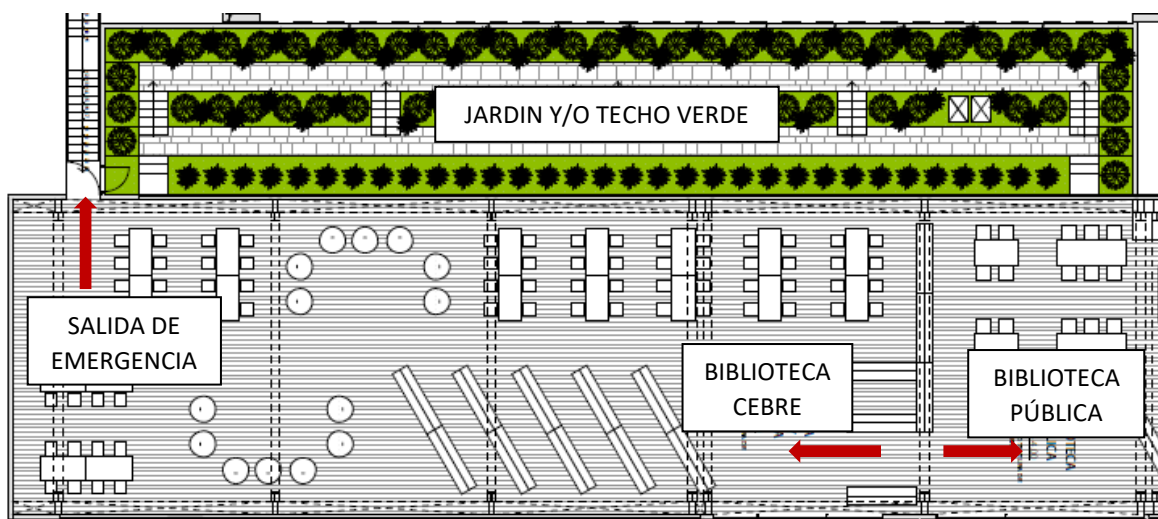 JARDIN Y/O TECHO VERDE
SALIDA DE
EMERGENCIA
BIBLIOTECA
CEBRE
BIBLIOTECA
PÚBLICA